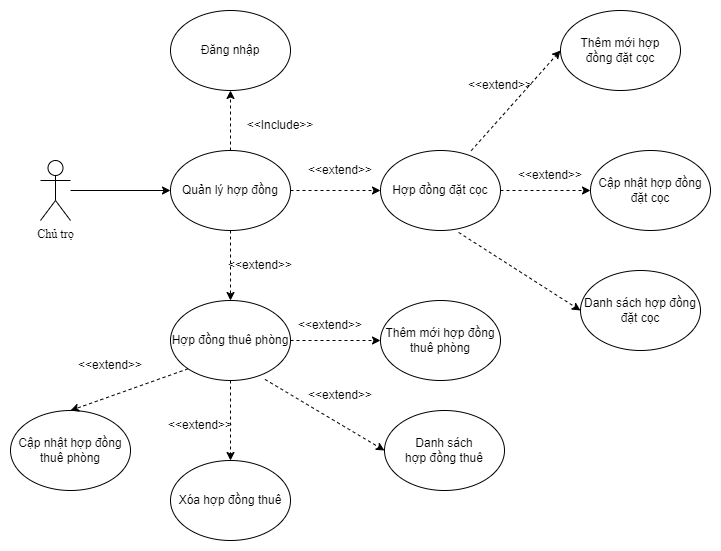 Đăng nhập
Thêm mới hợp
đồng đặt cọc
<<extend>>
<<Include>>
Chủ trọ
Quản lý hợp đồng
<<extend>>
Hợp đồng đặt cọc
<<extend>>
Cập nhật hợp đồng
đặt cọc
<<extend>>
Danh sách hợp đồng
đặt cọc
Hợp đồng thuê phòng
<<extend>>
Thêm mới hợp đồng
thuê phòng
<<extend>>
<<extend>>
<<extend>>
Cập nhật hợp đồng
thuê phòng
Xóa hợp đồng thuê
Danh sách
hợp đồng thuê